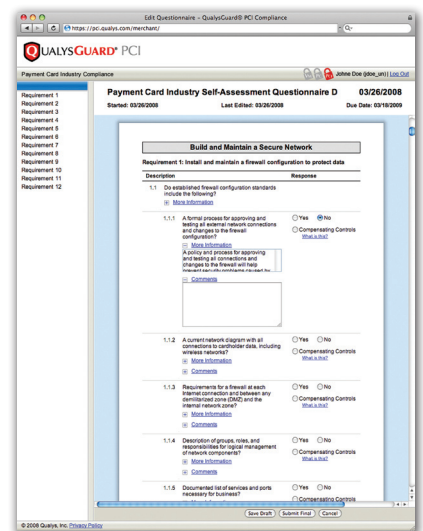 Edit Questionnaire – QualysGuard® PCI Compliance
https://pci.qualys.com/merchant/
QUALYSGUARD® PCI
Payment Card Industry Compliance
Johne Doe (jdoe_un) | Log Out
Requirement 1
Requirement 2
Requirement 3
Requirement 4
Requirement 5
Requirement 6
Requirement 7
Requirement 8
Requirement 9
Requirement 10
Requirement 11
Requirement 12
Payment Card Industry Self-Assessment Questionnaire D 03/26/2008
Started: 03/26/2008 Last Edited: 03/26/2008 Due Date: 03/18/2009
Build and Maintain a Secure Network
Requirement 1: Install and maintain a firewall configuration to protect data
Description Response
1.1 Do established firewall configuration standards
include the following?
More Information
1.1.1 A formal process for approving and Yes No
testing all external network connections
and changes to the firewall Compensating Controls
configuration? What is this?
More Information
A policy and process for approving
and testing all connections and
changes to the firewall will help
prevent security problems caused by
Comments
1.1.2 A current network diagram with all Yes No
connections to cardholder data, including
wireless networks? Compensating Controls
What is this?
More Information
Comments
1.1.3 Requirements for a firewall at each Yes No
Internet connection and between any
demilitarized zone (DMZ) and the Compensating Controls
internal network zone? What is this?
More Information
Comments
1.1.4 Description of groups, roles, and Yes No
responsibilities for logical management
of network components? Compensating Controls
What is this?
More Information
Comments
1.1.5 Documented list of services and ports Yes No
necessary for business?
Compensating Controls
Save Draft Submit Final Cancel
© 2008 Qualys, Inc. Privacy Policy